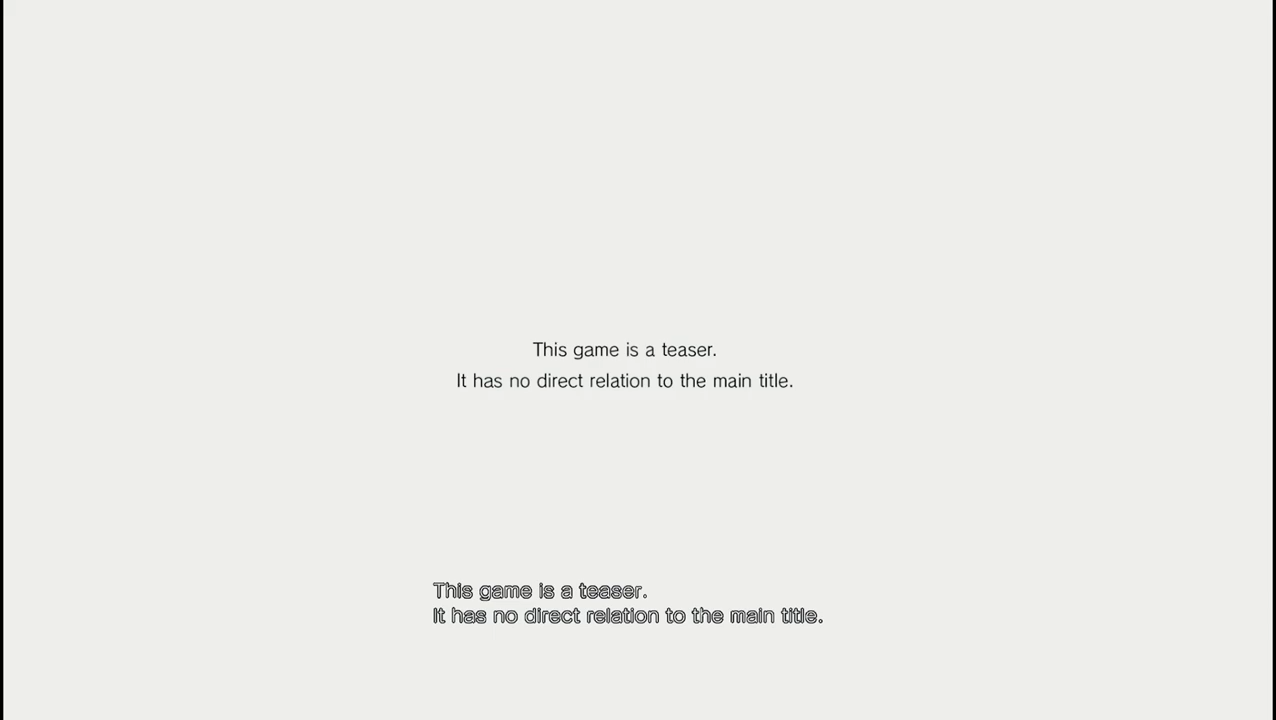 This game is a teaser.
It has no direct relation to the main title.
This game is a teaser.
It has no direct relation to the main title.